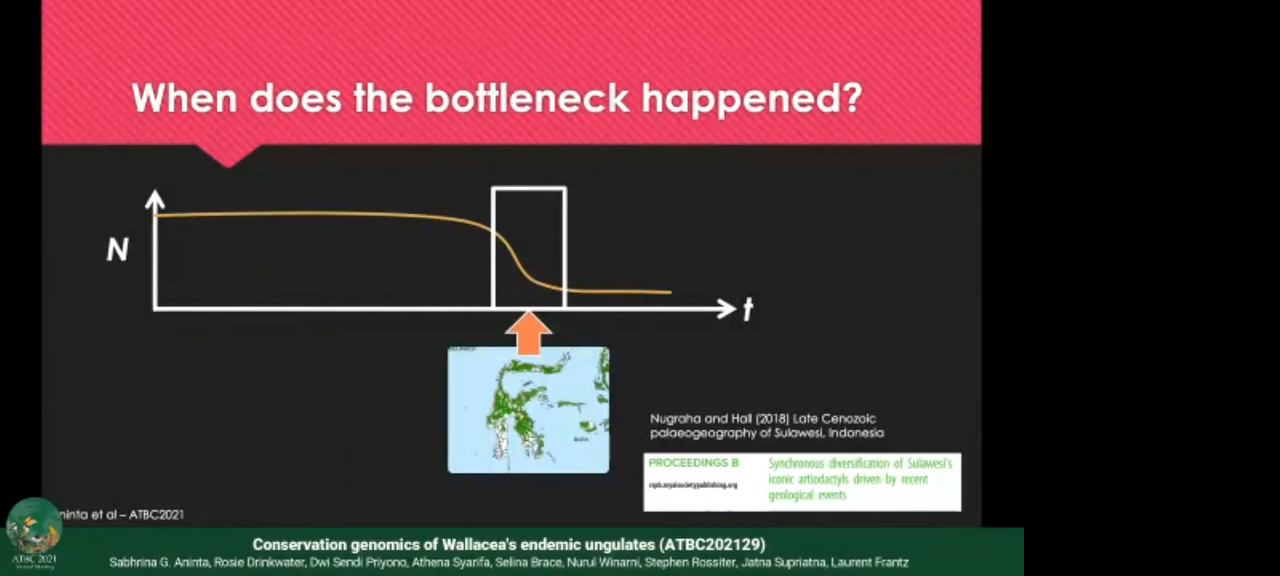 When does the bottleneck happened?
N
t
Nugraha and Hall (2018) Late Cenozoic
palaeogeography of Sulawesi, Indonesia
PROCEEDINGS B
rspb.royalsocietypublishing.org
Synchronous diversification of Sulawesi's
iconic artiodactyls driven by recent
geological events
ninta et al – ATBC2021
ATBC 2021
Conservation genomics of Wallacea's endemic ungulates (ATBC202129)
Sabhrina G. Aninta, Rosie Drinkwater, Dwi Sendi Priyono, Athena Syarifa, Selina Brace, Nurul Winarni, Stephen Rossiter, Jatna Supriatna, Laurent Frantz